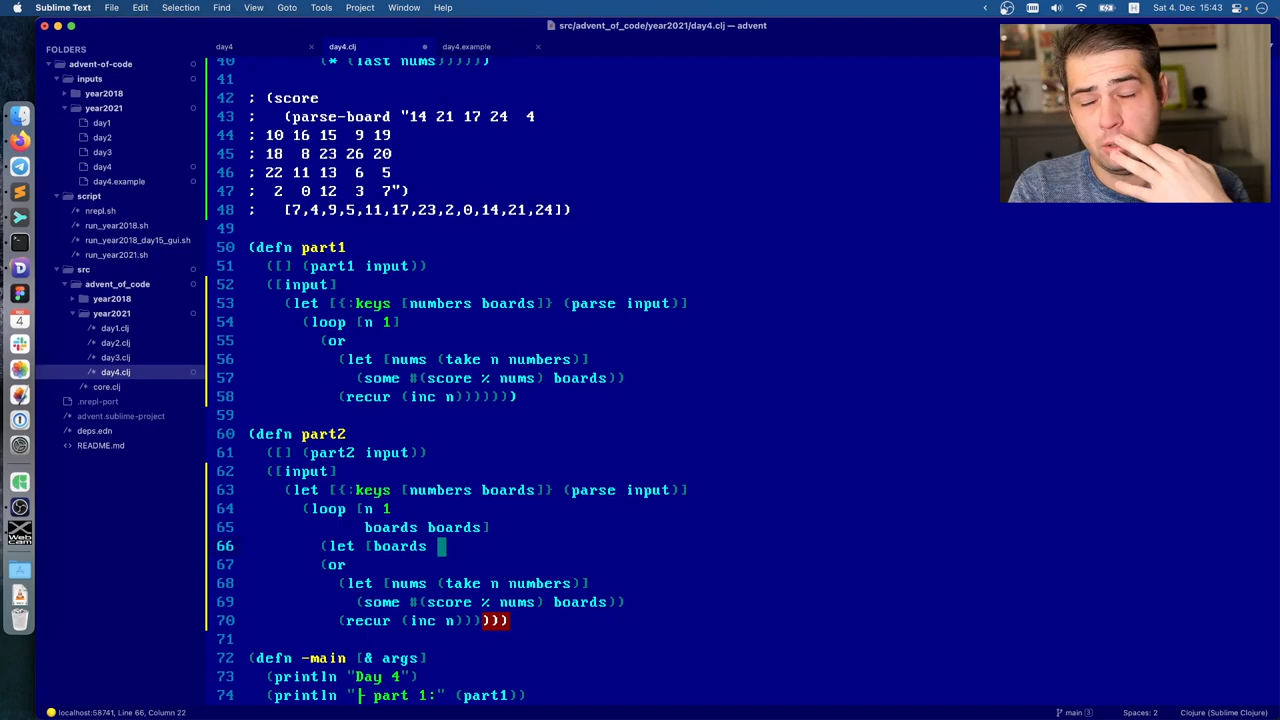 Sublime Text File Edit Selection Find View Goto Tools Project Window Help
Sat 4. Dec 15:43
src/advent_of_code/year2021/day4.clj — advent
FOLDERS
advent-of-code
inputs
year2018
year2021
day1
day2
day3
day4
day4.example
script
nrepl.sh
run_year2018.sh
run_year2018_day15_gui.sh
run_year2021.sh
src
advent_of_code
year2018
year2021
day1.clj
day2.clj
day3.clj
day4.clj
core.clj
.nrepl-port
advent.sublime-project
deps.edn
README.md
day4
day4.clj
day4.example
40 (* (last nums)))))
41
42 ; (score
43 ;   (parse-board "14 21 17 24  4
44 ; 10 16 15  9 19
45 ; 18  8 23 26 20
46 ; 22 11 13  6  5
47 ;  2  0 12  3  7")
48 ;   [7,4,9,5,11,17,23,2,0,14,21,24])
49
50 (defn part1
51   ([] (part1 input))
52   ([input]
53     (let [{:keys [numbers boards]} (parse input)]
54       (loop [n 1]
55         (or
56           (let [nums (take n numbers)]
57             (some #(score % nums) boards))
58           (recur (inc n)))))))
59
60 (defn part2
61   ([] (part2 input))
62   ([input]
63     (let [{:keys [numbers boards]} (parse input)]
64       (loop [n 1
65              boards boards]
66         (let [boards
67         (or
68           (let [nums (take n numbers)]
69             (some #(score % nums) boards))
70           (recur (inc n))))))
71
72 (defn -main [& args]
73   (println "Day 4")
74   (println "├ part 1:" (part1))
localhost:58741, Line 66, Column 22
main 3
Spaces: 2
Clojure (Sublime Clojure)